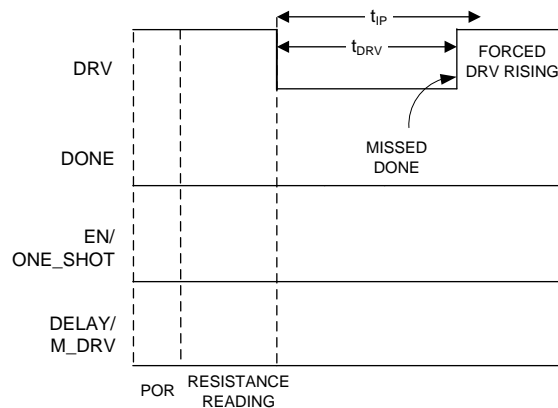 tIP
tDRV
DRV
FORCED
DRV RISING
MISSED
DONE
DONE
EN/
ONE_SHOT
DELAY/
M_DRV
POR
RESISTANCE
READING